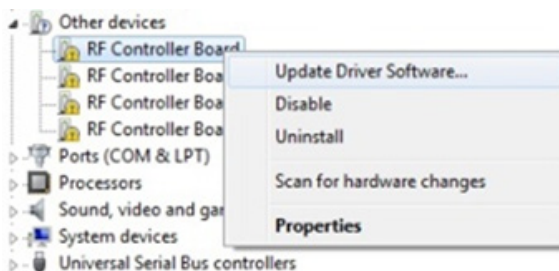 Other devices
RF Controller Board
RF Controller Boa
RF Controller Boa
RF Controller Boa
Ports (COM & LPT)
Processors
Sound, video and gar
System devices
Universal Serial Bus controllers
Update Driver Software...
Disable
Uninstall
Scan for hardware changes
Properties